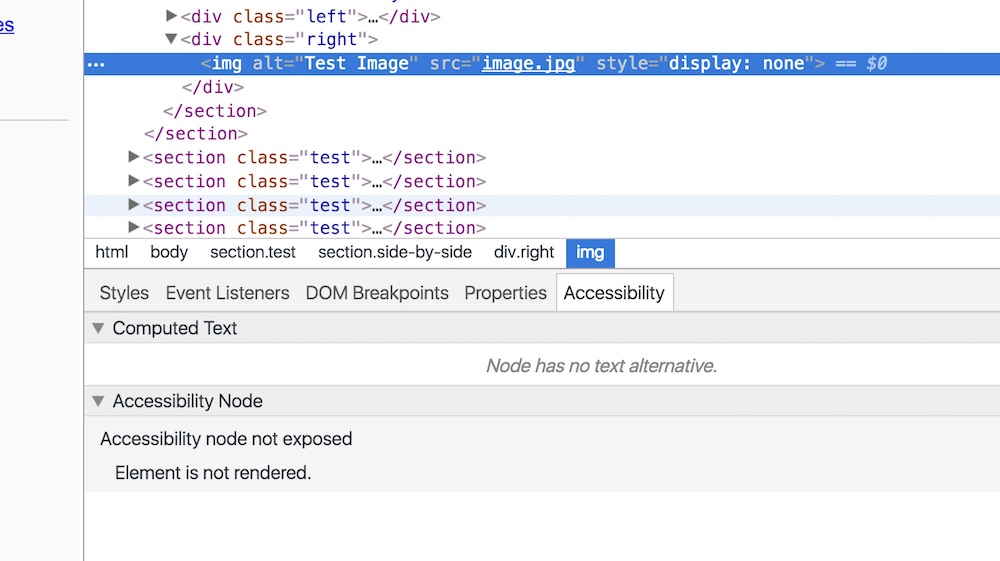 es
▶<div class="left">…</div>
▼<div class="right">
… <img alt="Test Image" src="image.jpg" style="display: none"> == $0
</div>
</section>
</section>
▶<section class="test">…</section>
▶<section class="test">…</section>
▶<section class="test">…</section>
▶<section class="test">…</section>
html body section.test section.side-by-side div.right img
Styles Event Listeners DOM Breakpoints Properties Accessibility
▼ Computed Text
Node has no text alternative.
▼ Accessibility Node
Accessibility node not exposed
Element is not rendered.